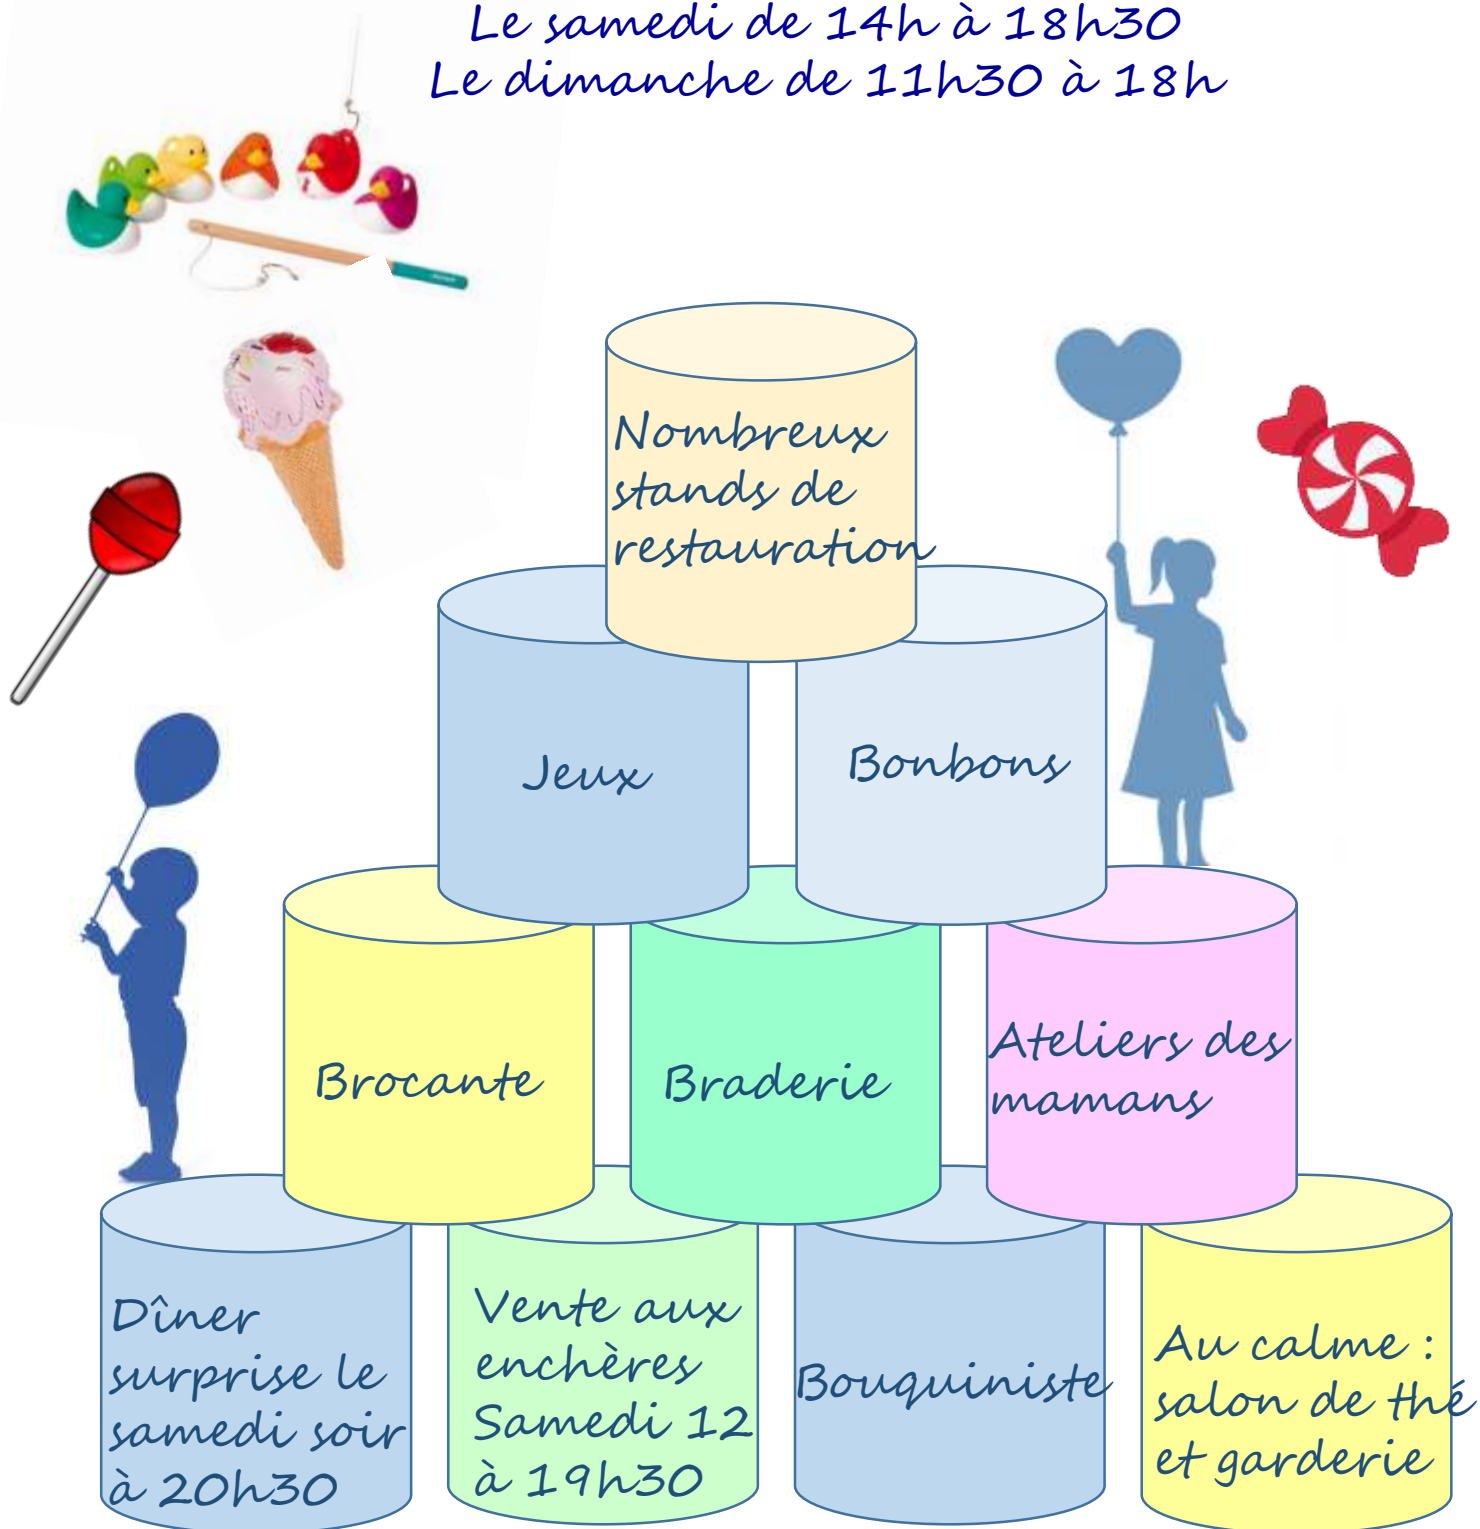 Le samedi de 14h à 18h30
Le dimanche de 11h30 à 18h
Nombreux
stands de
restauration
Jeux
Bonbons
Brocante
Braderie
Ateliers des
mamans
Dîner
surprise le
samedi soir
à 20h30
Vente aux
enchères
Samedi 12
à 19h30
Bouquiniste
Au calme :
salon de thé
et garderie